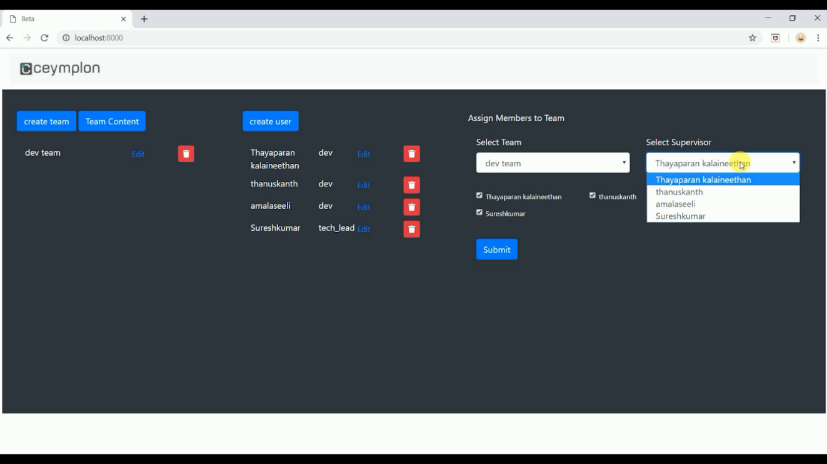 Beta
localhost:8000
ceymplon
create team
Team Content
dev team
Edit
create user
Thayaparan kalaineethan
dev
Edit
thanuskanth
dev
Edit
amalaseeli
dev
Edit
Sureshkumar
tech_lead
Edit
Assign Members to Team
Select Team
Select Supervisor
dev team
Thayaparan kalaineethan
Thayaparan kalaineethan
thanuskanth
amalaseeli
Sureshkumar
Thayaparan kalaineethan
thanuskanth
Sureshkumar
Submit